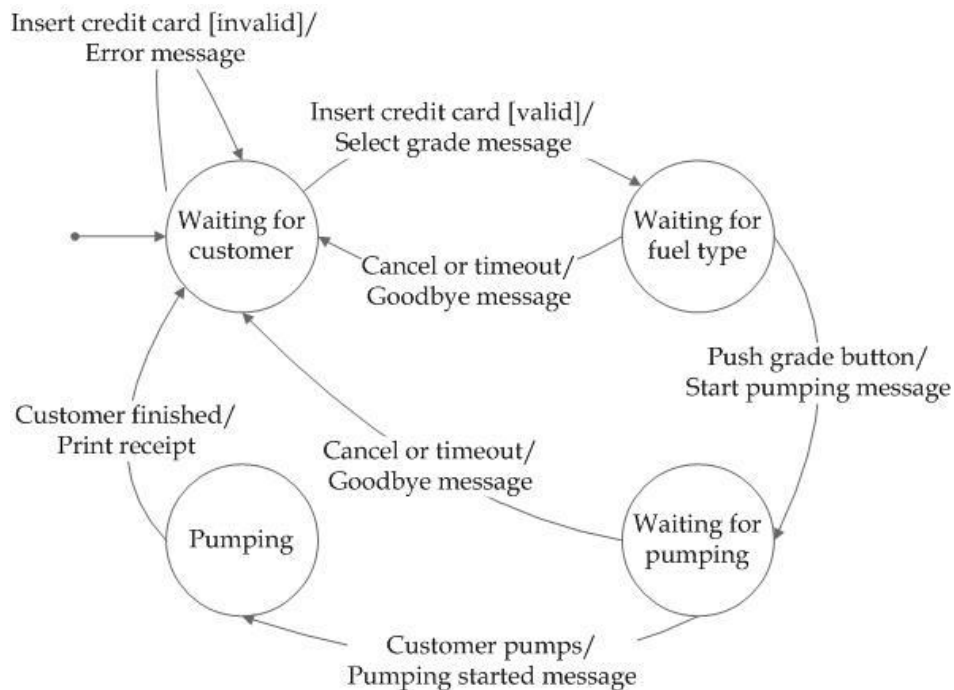 Insert credit card [invalid]/
Error message
Insert credit card [valid]/
Select grade message
Waiting for
customer
Waiting for
fuel type
Cancel or timeout/
Goodbye message
Push grade button/
Start pumping message
Customer finished/
Print receipt
Cancel or timeout/
Goodbye message
Pumping
Waiting for
pumping
Customer pumps/
Pumping started message